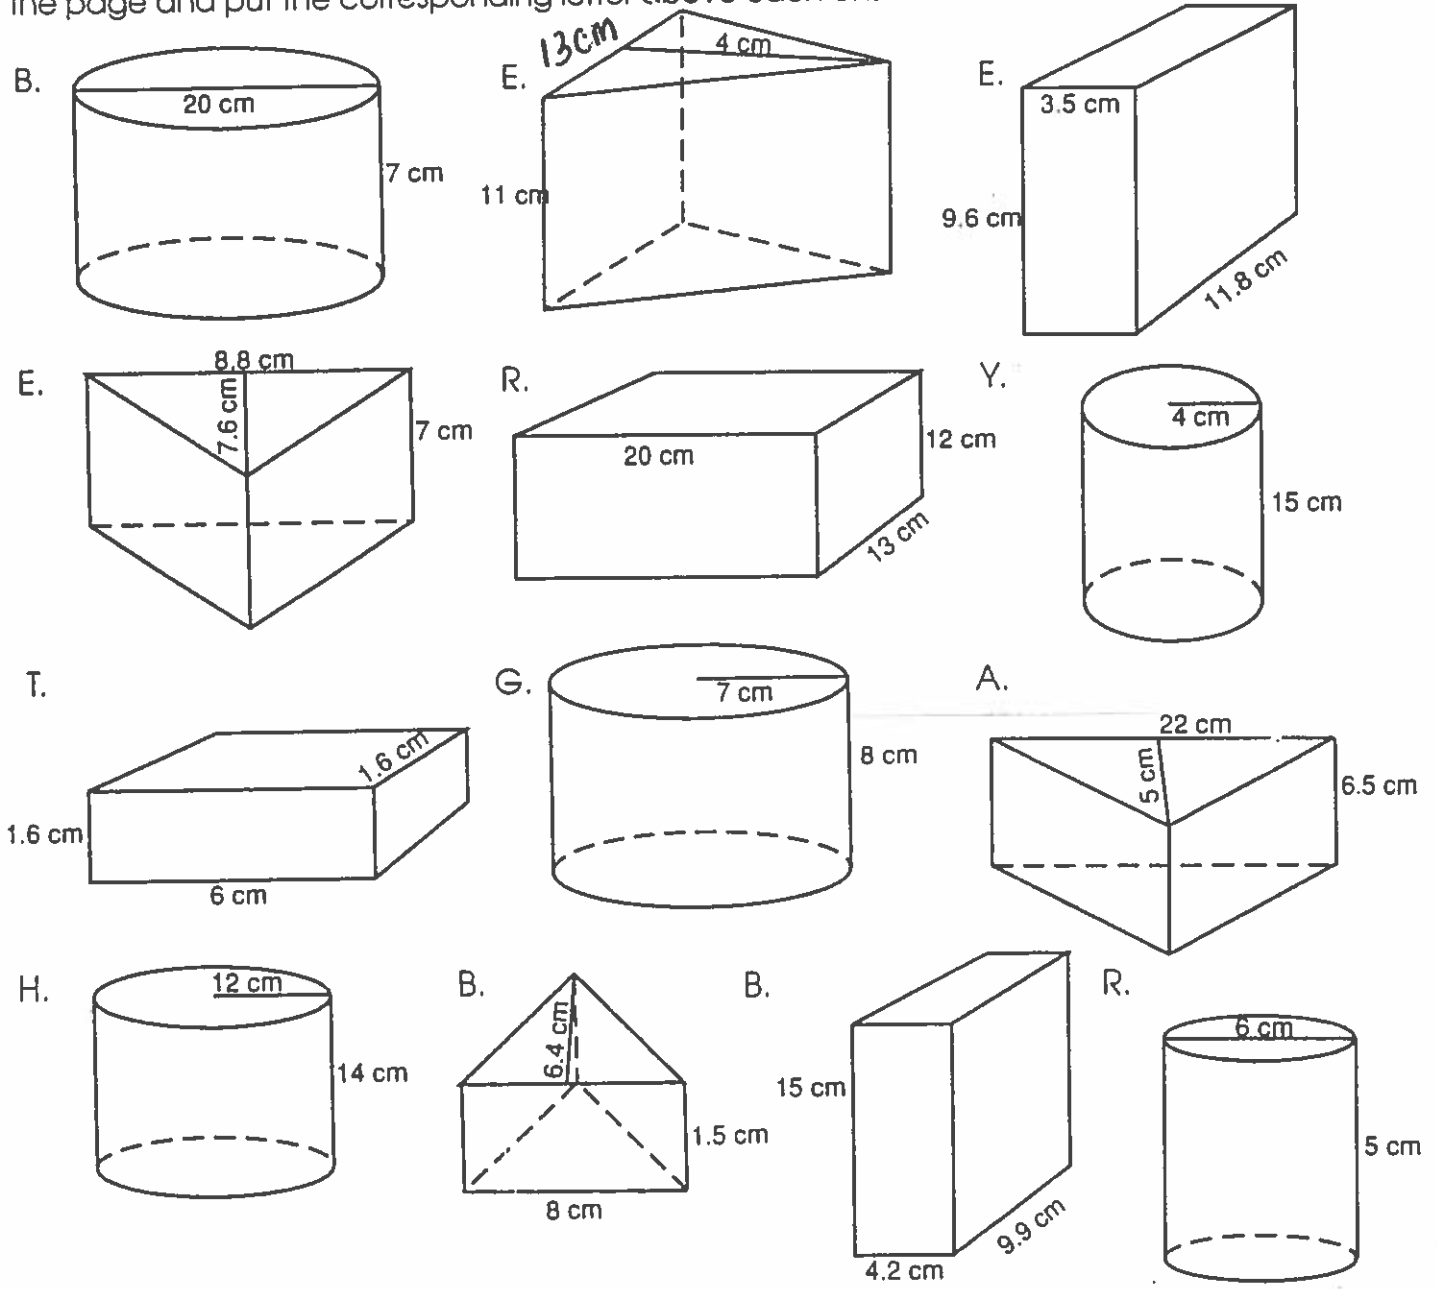 the page and put the corresponding letter above each
B.
20 cm
7 cm
E.
13cm
4 cm
11 cm
E.
3.5 cm
9.6 cm
11.8 cm
E.
8.8 cm
7.6 cm
7 cm
R.
20 cm
12 cm
13 cm
Y.
4 cm
15 cm
T.
1.6 cm
1.6 cm
6 cm
G.
7 cm
8 cm
A.
22 cm
5 cm
6.5 cm
H.
12 cm
14 cm
B.
6.4 cm
1.5 cm
8 cm
B.
15 cm
9.9 cm
4.2 cm
R.
6 cm
5 cm